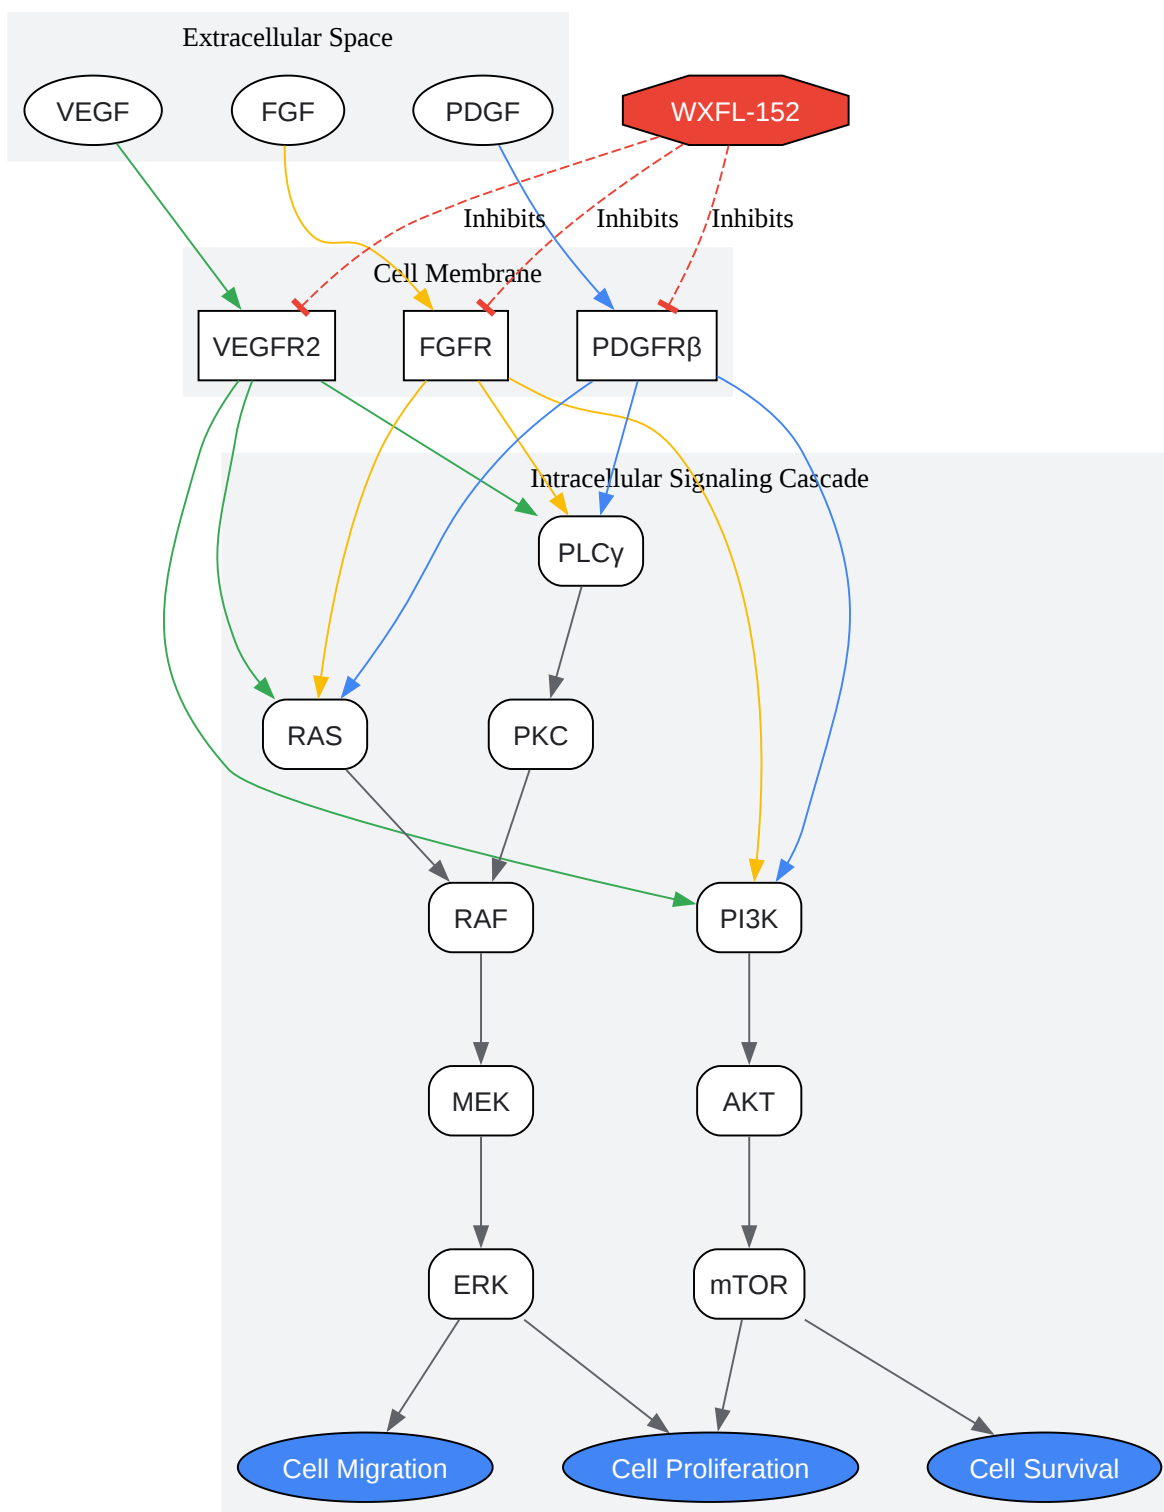 Extracellular Space
VEGF
FGF
PDGF
WXFL-152
Inhibits
Inhibits
Inhibits
Cell Membrane
VEGFR2
FGFR
PDGFRβ
Intracellular Signaling Cascade
PLCγ
RAS
PKC
RAF
PI3K
MEK
AKT
ERK
mTOR
Cell Migration
Cell Proliferation
Cell Survival